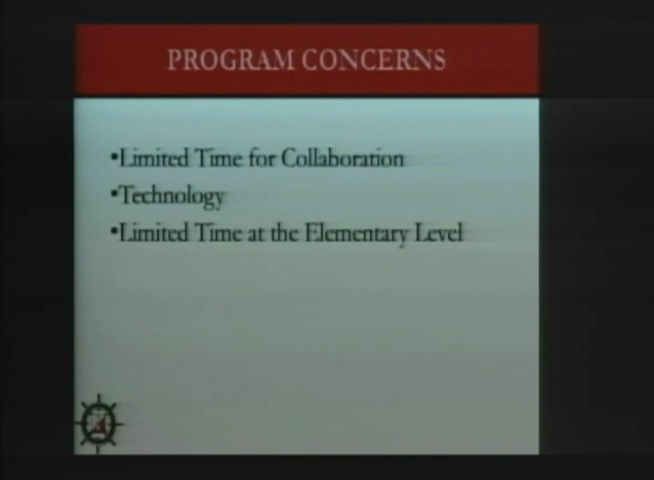 PROGRAM CONCERNS
•Limited Time for Collaboration
•Technology
•Limited Time at the Elementary Level